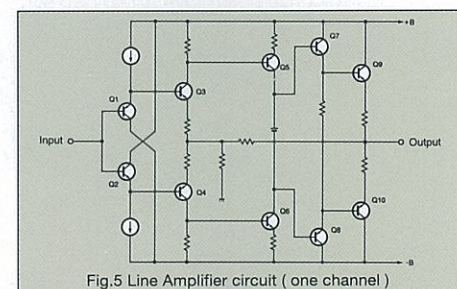 +B
Q7
Q5
Q9
Q1
Q3
Input
Output
Q2
Q4
Q6
Q10
Q8
-B
Fig.5 Line Amplifier circuit ( one channel )